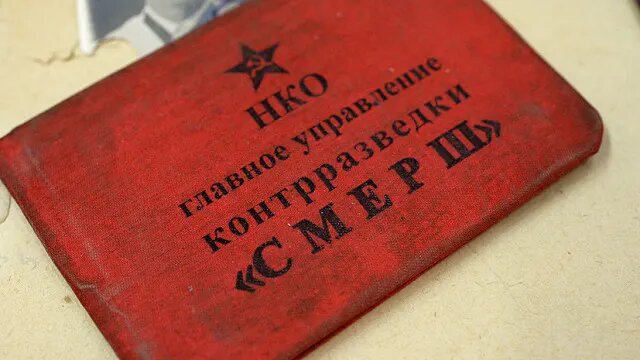 НКО
главное управление
контрразведки
«СМЕРШ»